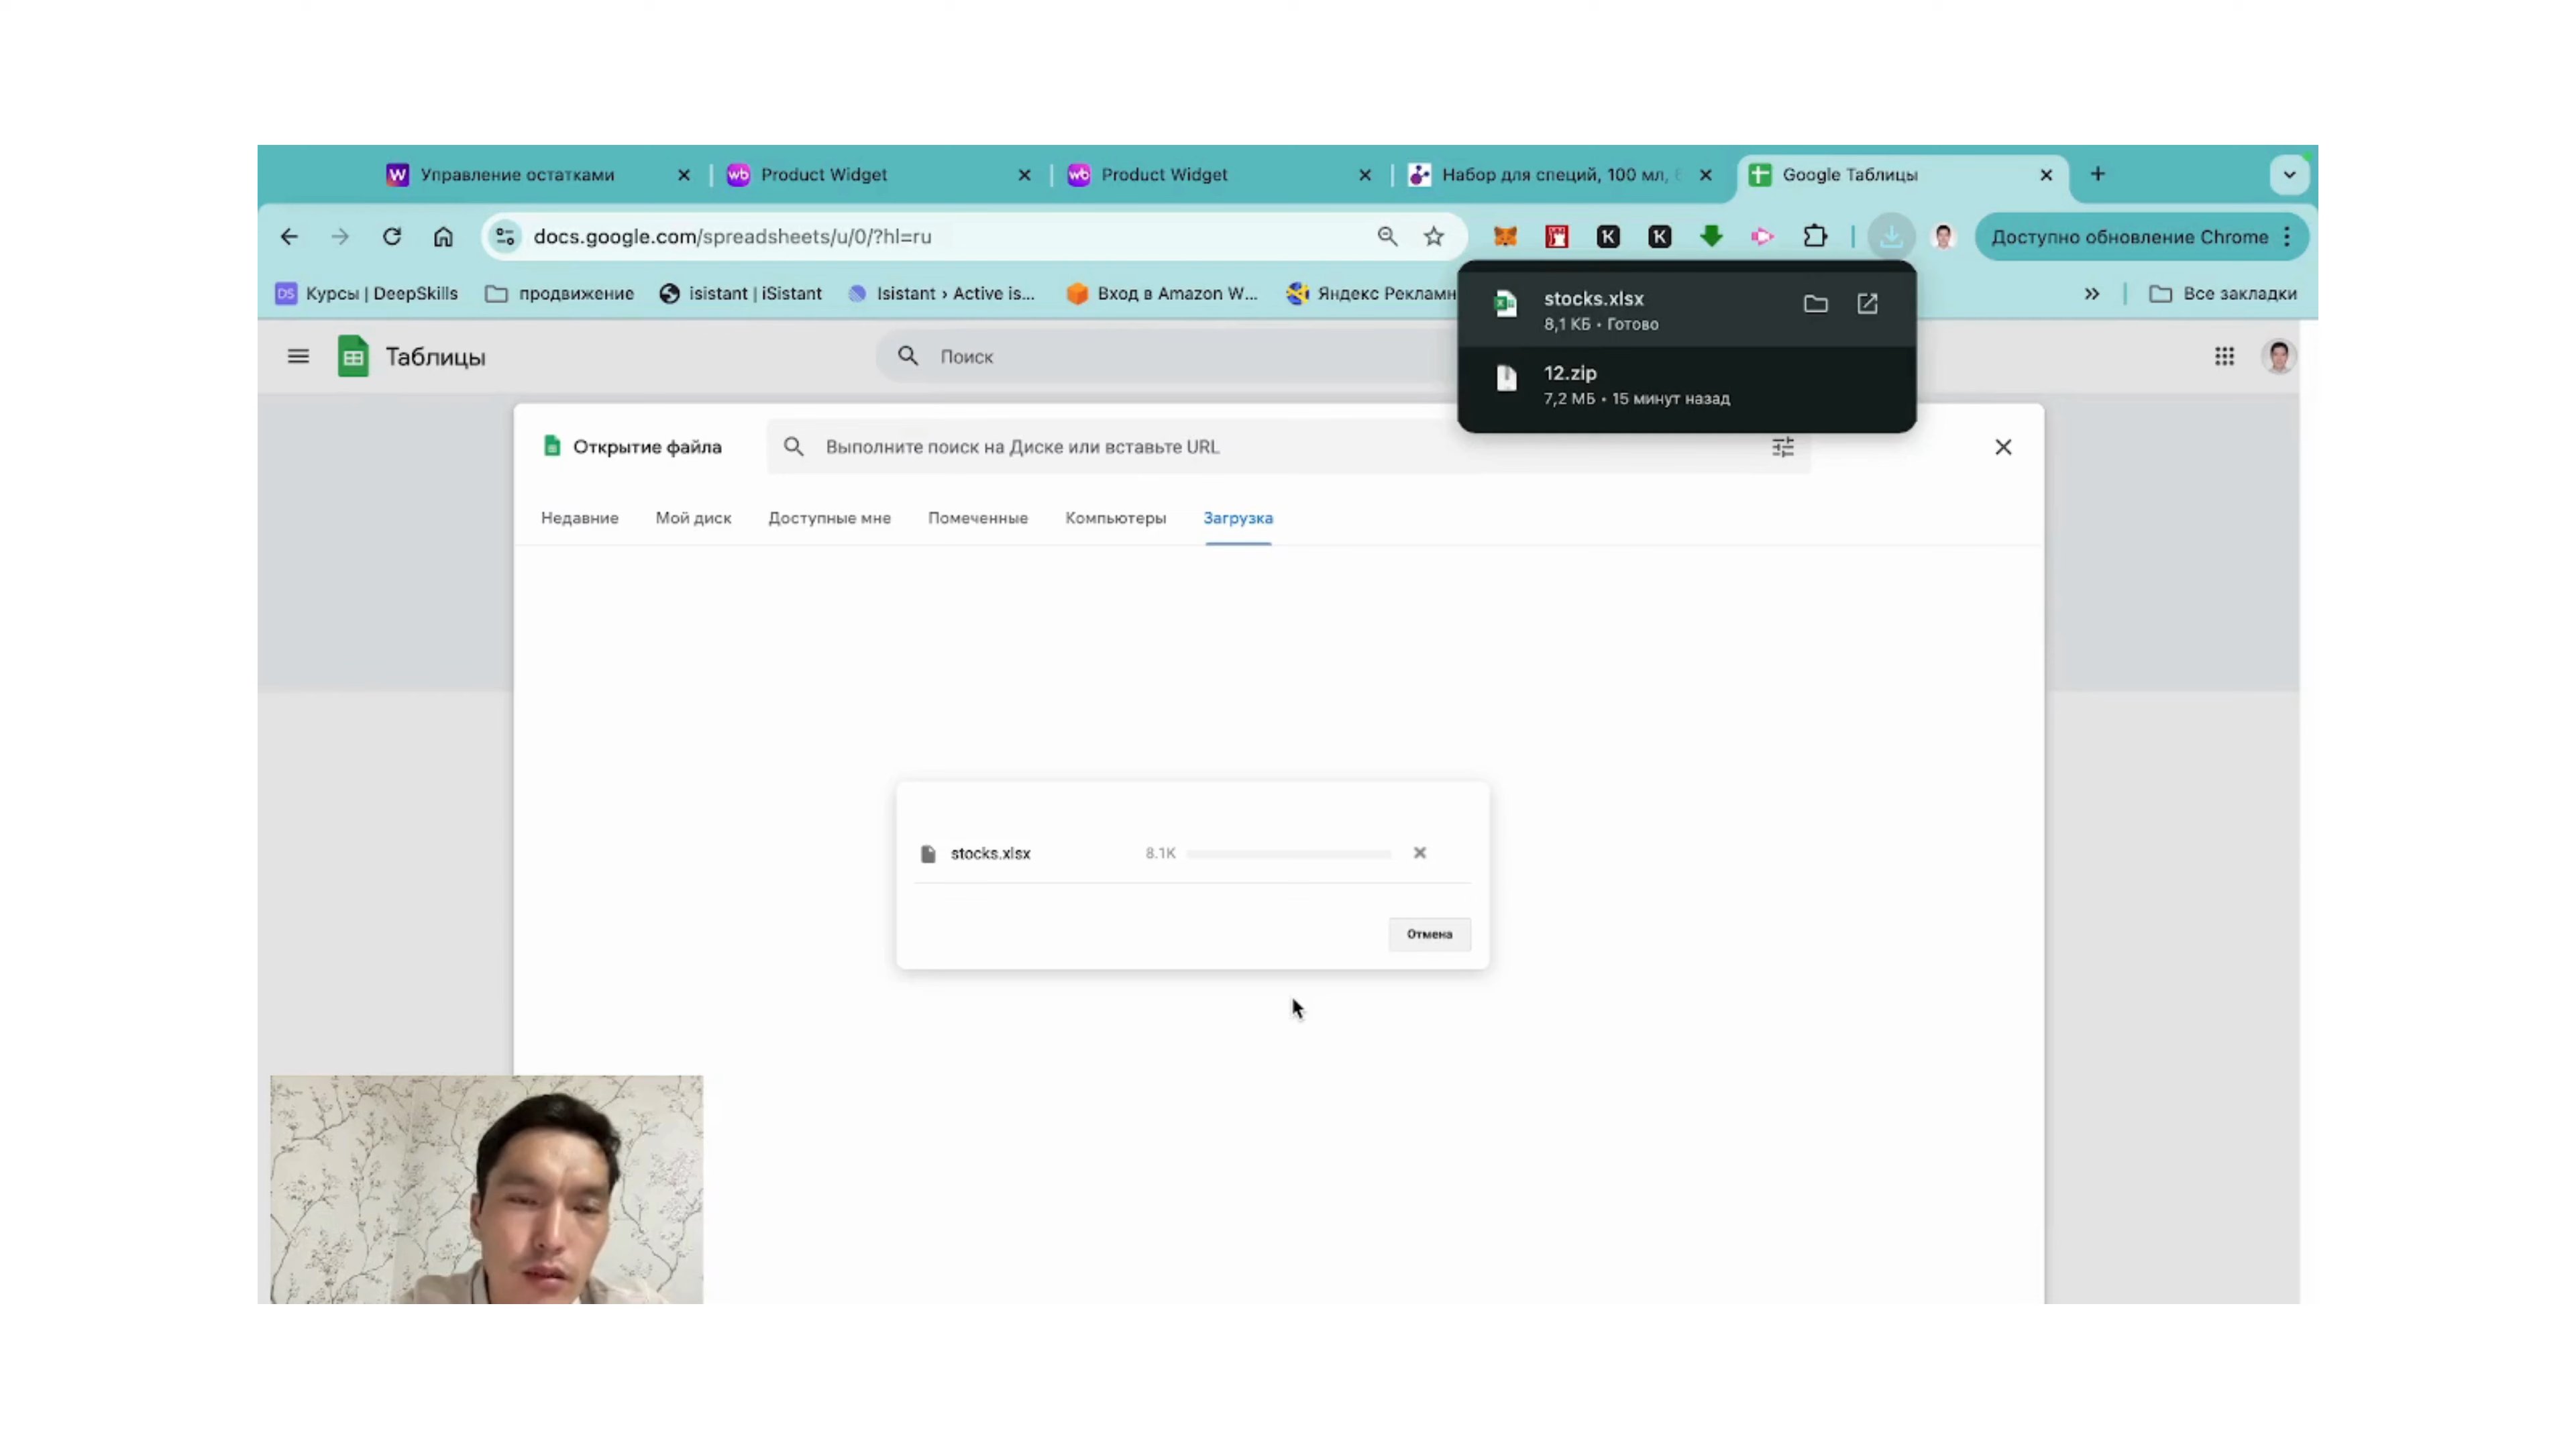 Управление остатками
Product Widget
Product Widget
Набор для специй, 100 мл,
Google Таблицы
docs.google.com/spreadsheets/u/0/?hl=ru
Доступно обновление Chrome
Курсы | DeepSkills
продвижение
isistant | iSistant
Isistant › Active is...
Вход в Amazon W...
Яндекс Рекламн
Все закладки
stocks.xlsx
8,1 КБ • Готово
12.zip
7,2 МБ • 15 минут назад
Таблицы
Поиск
Открытие файла
Выполните поиск на Диске или вставьте URL
Недавние
Мой диск
Доступные мне
Помеченные
Компьютеры
Загрузка
stocks.xlsx
8.1K
Отмена